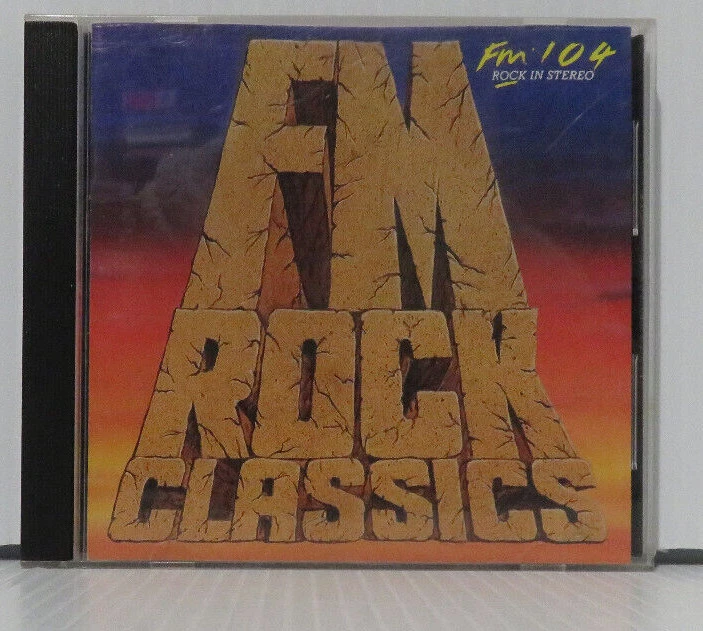 Fm 104
ROCK IN STEREO
FM
ROCK
CLASSICS